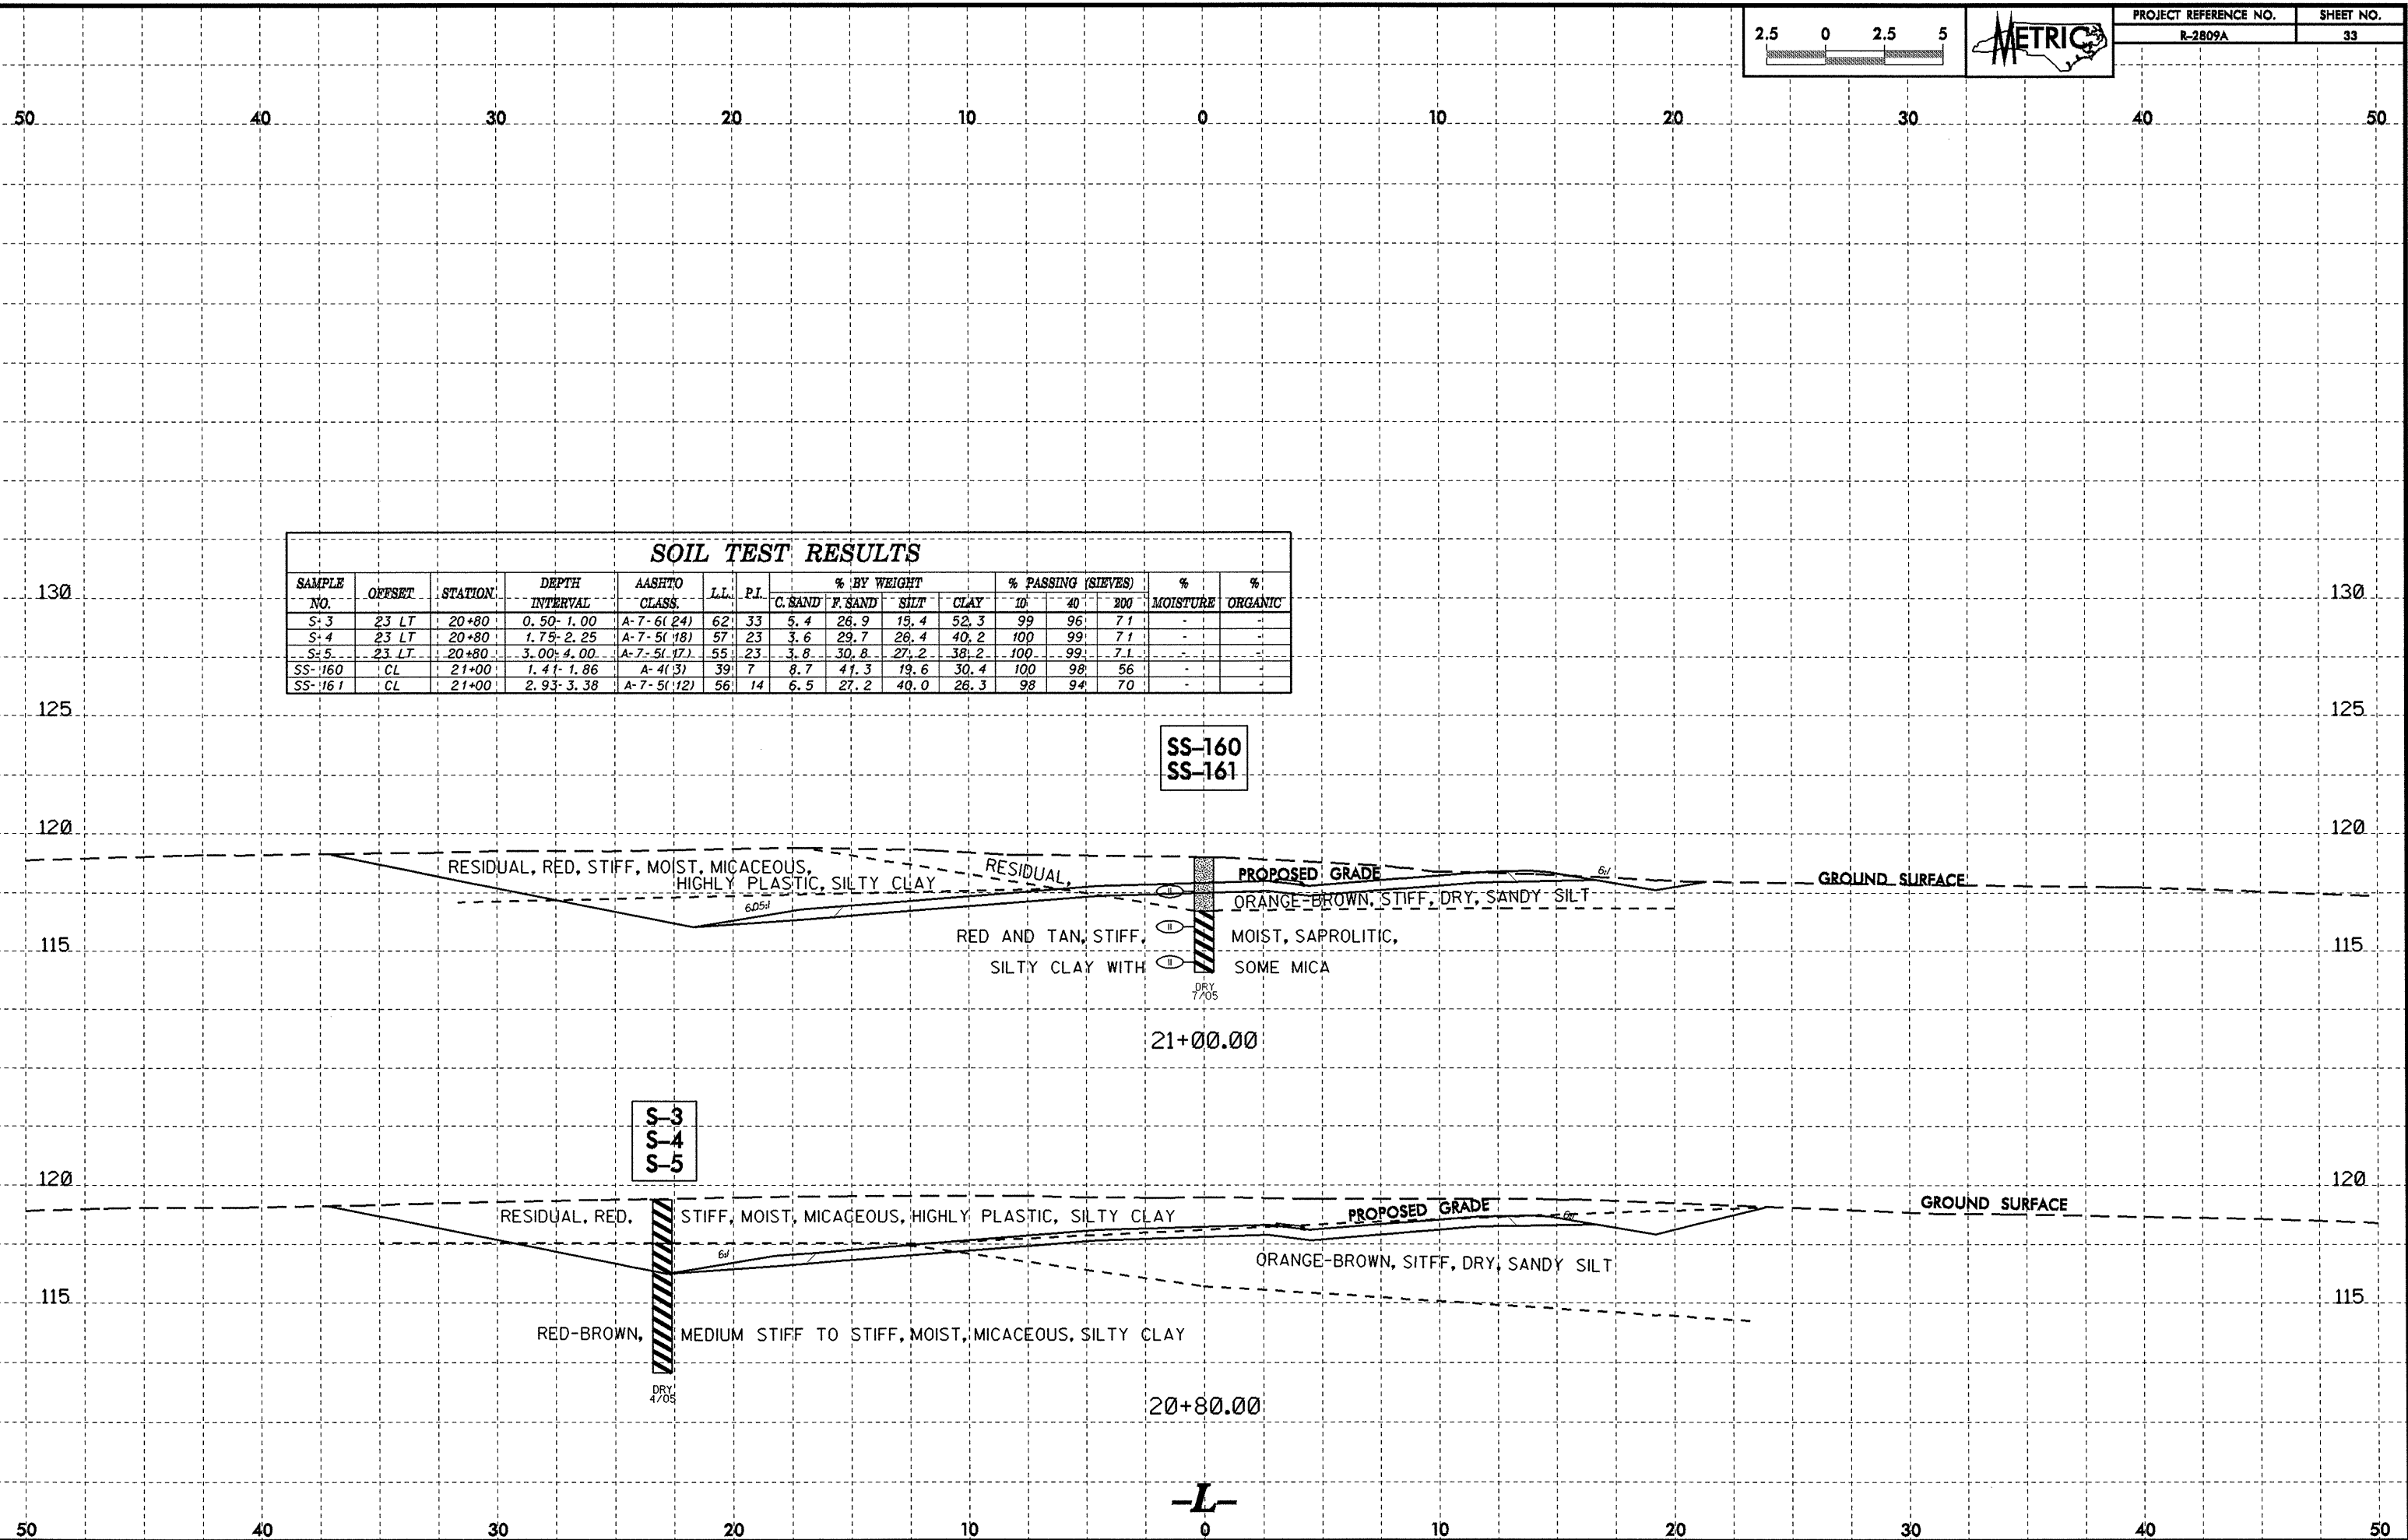 PROJECT REFERENCE NO. SHEET NO.
R-2809A 33
2.5 0 2.5 5
METRIC
50 40 30 20 10 0 10 20 30 40 50
SOIL TEST RESULTS
SAMPLE NO. OFFSET STATION DEPTH INTERVAL AASHTO CLASS. L.L. P.I. % BY WEIGHT % PASSING (SIEVES) % MOISTURE % ORGANIC
C. SAND F. SAND SILT CLAY 10 40 200
S-3 23 LT 20+80 0.50-1.00 A-7-6(24) 62 33 5.4 26.9 15.4 52.3 99 96 71 - -
S-4 23 LT 20+80 1.75-2.25 A-7-5(18) 57 23 3.6 29.7 26.4 40.2 100 99 71 - -
S-5 23 LT 20+80 3.00-4.00 A-7-5(17) 55 23 3.8 30.8 27.2 38.2 100 99 71 - -
SS-160 CL 21+00 1.41-1.86 A-4(3) 39 7 8.7 41.3 19.6 30.4 100 98 56 - -
SS-161 CL 21+00 2.93-3.38 A-7-5(12) 56 14 6.5 27.2 40.0 26.3 98 94 70 - -
130 130
125 125
SS-160
SS-161
120 120
RESIDUAL, RED, STIFF, MOIST, MICACEOUS,
HIGHLY PLASTIC, SILTY CLAY
RESIDUAL,
PROPOSED GRADE
6:1
GROUND SURFACE
6.05:1
11
ORANGE-BROWN, STIFF, DRY, SANDY SILT
115 115
RED AND TAN, STIFF, 11 MOIST, SAPROLITIC,
SILTY CLAY WITH 11 SOME MICA
DRY
7/05
21+00.00
S-3
S-4
S-5
120 120
RESIDUAL, RED, STIFF, MOIST, MICACEOUS, HIGHLY PLASTIC, SILTY CLAY
PROPOSED GRADE
6:1
GROUND SURFACE
6:1
ORANGE-BROWN, SITFF, DRY, SANDY SILT
115 115
RED-BROWN, MEDIUM STIFF TO STIFF, MOIST, MICACEOUS, SILTY CLAY
DRY
4/05
20+80.00
-L-
50 40 30 20 10 0 10 20 30 40 50